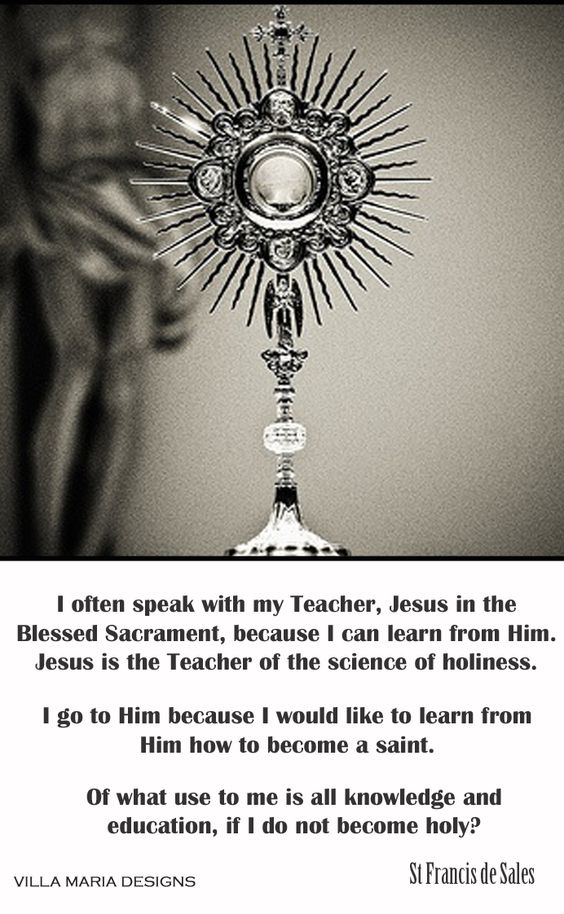 I often speak with my Teacher, Jesus in the
Blessed Sacrament, because I can learn from Him.
Jesus is the Teacher of the science of holiness.
I go to Him because I would like to learn from
Him how to become a saint.
Of what use to me is all knowledge and
education, if I do not become holy?
VILLA MARIA DESIGNS
St Francis de Sales